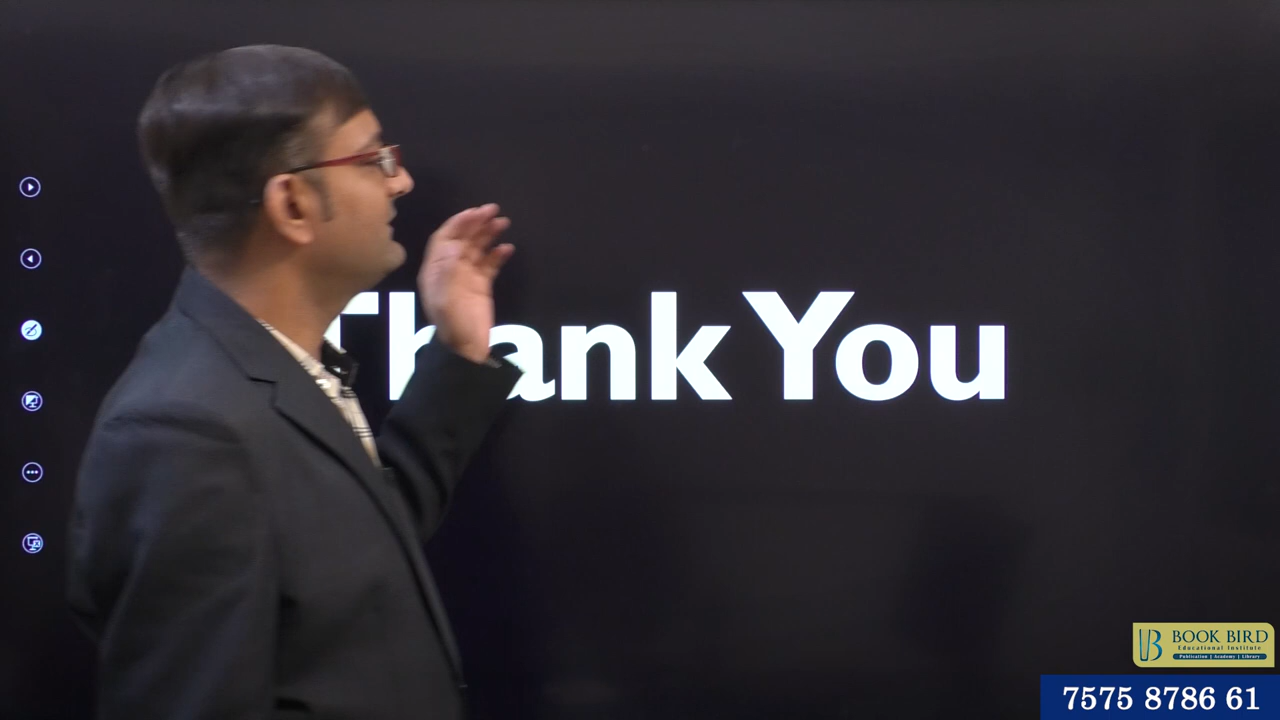 Thank You
BOOK BIRD
Educational Institute
Publication | Academy | Library
7575 8786 61